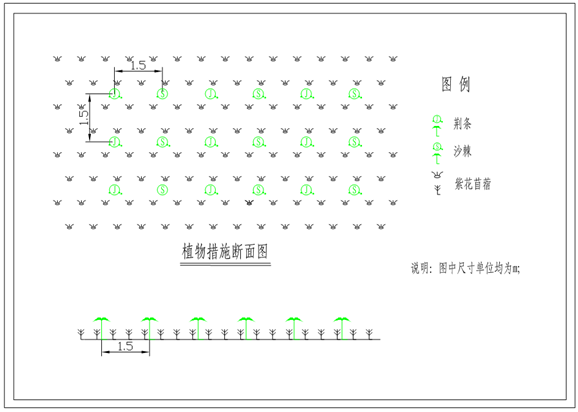 1.5
1.5
J S J S J S
J S J S J S
J S J S J S
植物措施断面图
1.5
图 例
J 荆条
S 沙棘
紫花苜蓿
说明: 图中尺寸单位均为m;